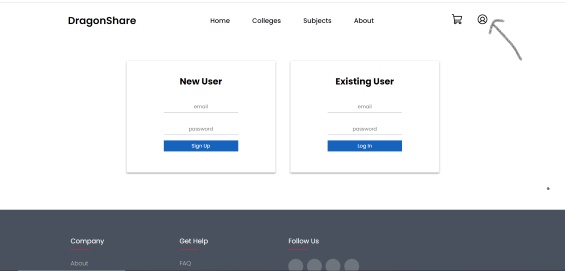 DragonShare Home Colleges Subjects About
New User Existing User
email email
password password
Sign Up Log In
Company Get Help Follow Us
About FAQ